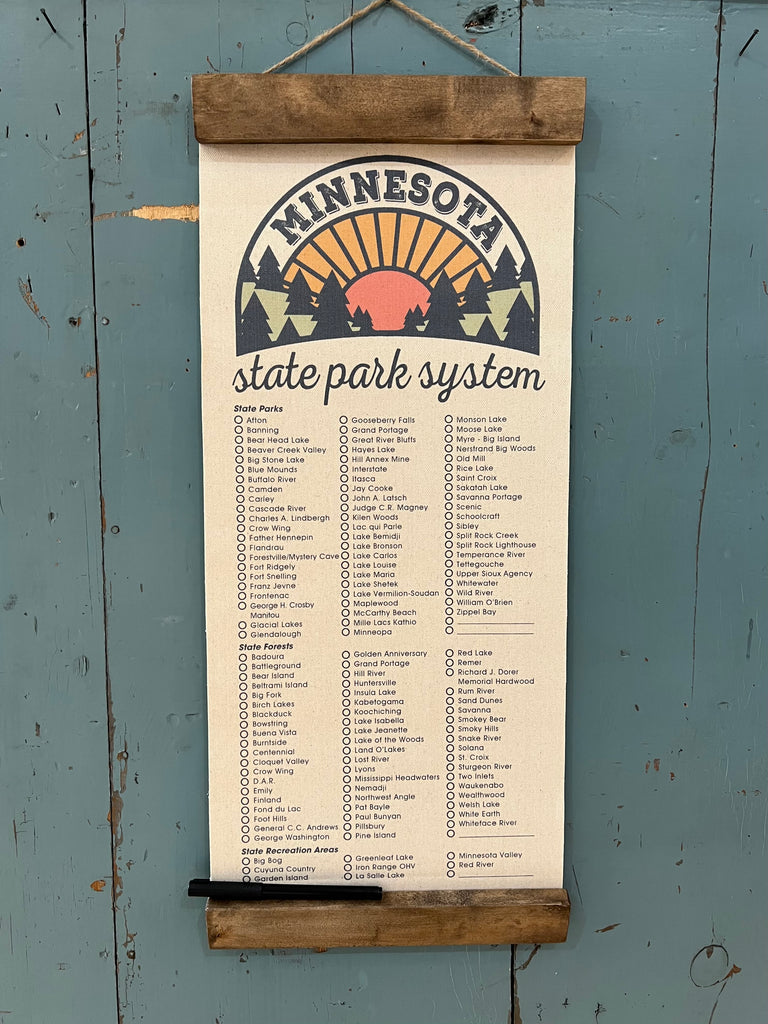 MINNESOTA
state park system
State Parks
Afton
Banning
Bear Head Lake
Beaver Creek Valley
Big Stone Lake
Blue Mounds
Buffalo River
Camden
Carley
Cascade River
Charles A. Lindbergh
Crow Wing
Father Hennepin
Flandrau
Forestville/Mystery Cave
Fort Ridgely
Fort Snelling
Franz Jevne
Frontenac
George H. Crosby
Manitou
Glacial Lakes
Glendalough
Gooseberry Falls
Grand Portage
Great River Bluffs
Hayes Lake
Hill Annex Mine
Interstate
Itasca
Jay Cooke
John A. Latsch
Judge C.R. Magney
Kilen Woods
Lac qui Parle
Lake Bemidji
Lake Bronson
Lake Carlos
Lake Louise
Lake Maria
Lake Shetek
Lake Vermilion-Soudan
Maplewood
McCarthy Beach
Mille Lacs Kathio
Minneopa
Monson Lake
Moose Lake
Myre - Big Island
Nerstrand Big Woods
Old Mill
Rice Lake
Saint Croix
Sakatah Lake
Savanna Portage
Scenic
Schoolcraft
Sibley
Split Rock Creek
Split Rock Lighthouse
Temperance River
Tettegouche
Upper Sioux Agency
Whitewater
Wild River
William O'Brien
Zippel Bay
State Forests
Badoura
Battleground
Bear Island
Beltrami Island
Big Fork
Birch Lakes
Blackduck
Bowstring
Buena Vista
Burntside
Centennial
Cloquet Valley
Crow Wing
D.A.R.
Emily
Finland
Fond du Lac
Foot Hills
General C.C. Andrews
George Washington
Golden Anniversary
Grand Portage
Hill River
Huntersville
Insula Lake
Kabetogama
Koochiching
Lake Isabella
Lake Jeanette
Lake of the Woods
Land O'Lakes
Lost River
Lyons
Mississippi Headwaters
Nemadji
Northwest Angle
Pat Bayle
Paul Bunyan
Pillsbury
Pine Island
Red Lake
Remer
Richard J. Dorer
Memorial Hardwood
Rum River
Sand Dunes
Savanna
Smokey Bear
Smoky Hills
Snake River
Solana
St. Croix
Sturgeon River
Two Inlets
Waukenabo
Wealthwood
Welsh Lake
White Earth
Whiteface River
State Recreation Areas
Big Bog
Cuyuna Country
Garden Island
Greenleaf Lake
Iron Range OHV
La Salle Lake
Minnesota Valley
Red River